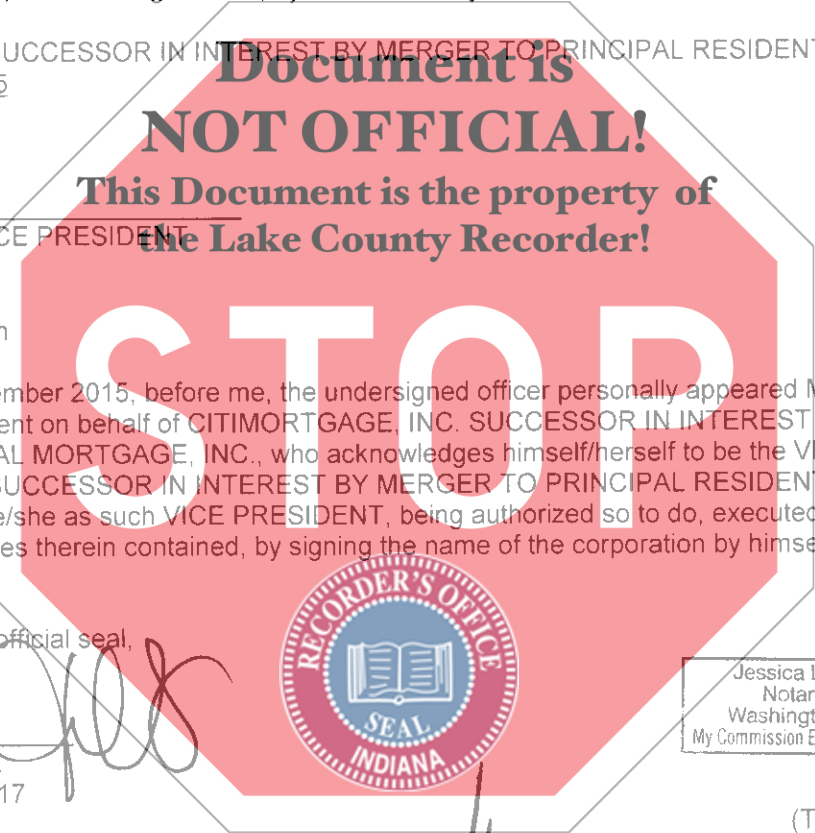 UCCESSOR IN INTEREST BY MERGER TO PRINCIPAL RESIDENT
Document is
NOT OFFICIAL!
This Document is the property of
the Lake County Recorder!
CE PRESIDENT
STOP
mber 2015, before me, the undersigned officer personally appeared M
ent on behalf of CITIMORTGAGE, INC. SUCCESSOR IN INTEREST
AL MORTGAGE, INC., who acknowledges himself/herself to be the VI
SUCCESSOR IN INTEREST BY MERGER TO PRINCIPAL RESIDENT
e/she as such VICE PRESIDENT, being authorized so to do, executed
es therein contained, by signing the name of the corporation by himse
official seal,
RECORDER'S OFFICE
SEAL
INDIANA
Jessica L
Notar
Washingt
My Commission E
17
(T